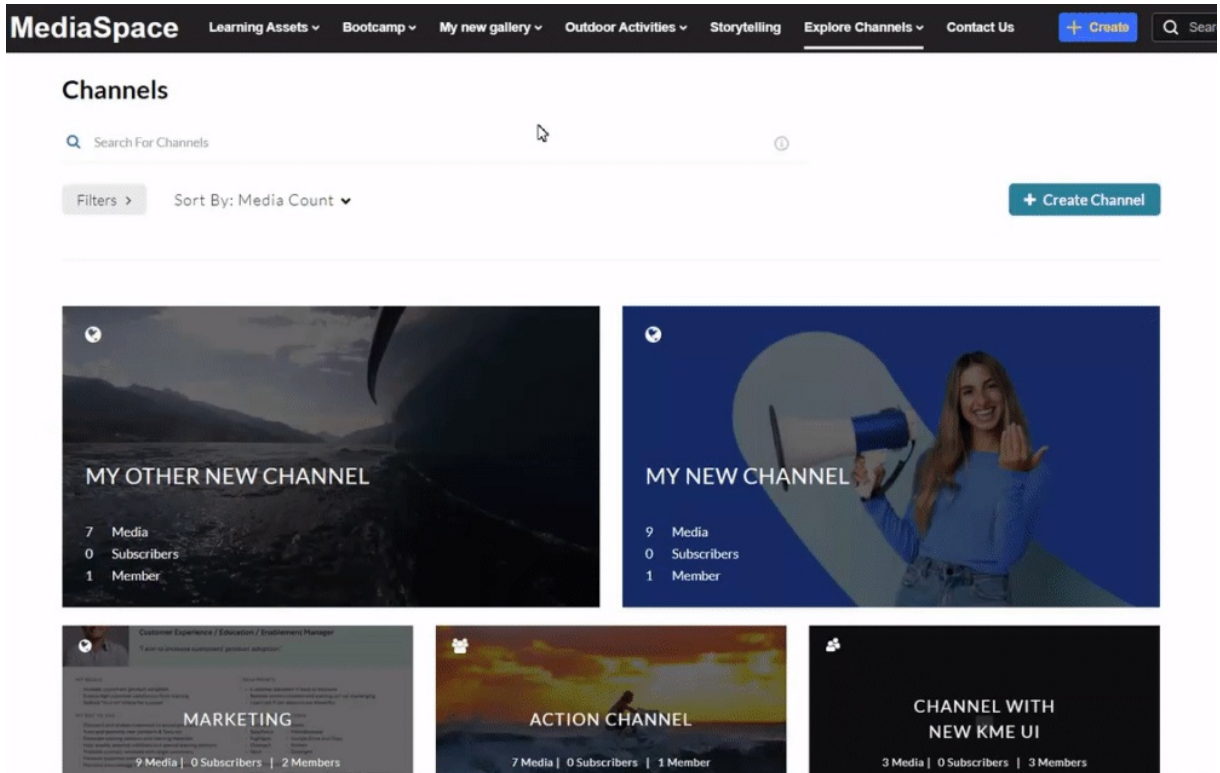 MediaSpace Learning Assets Bootcamp My new gallery Outdoor Activities Storytelling Explore Channels Contact Us + Create Sear
Channels
Search For Channels
Filters > Sort By: Media Count
+ Create Channel
MY OTHER NEW CHANNEL
7 Media
0 Subscribers
1 Member
MY NEW CHANNEL
9 Media
0 Subscribers
1 Member
Customer Experience / Education / Enablement Manager
MARKETING
9 Media | 0 Subscribers | 2 Members
ACTION CHANNEL
7 Media | 0 Subscribers | 1 Member
CHANNEL WITH
NEW KME UI
3 Media | 0 Subscribers | 3 Members